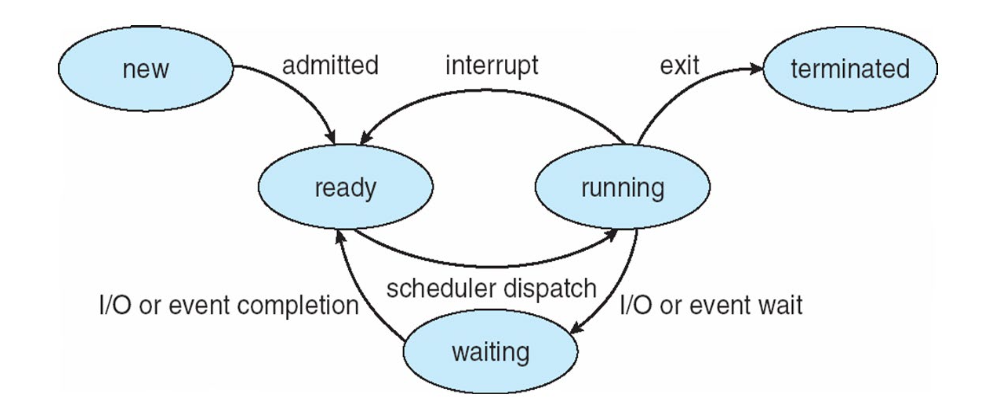 new
admitted
interrupt
exit
terminated
ready
running
scheduler dispatch
I/O or event completion
I/O or event wait
waiting